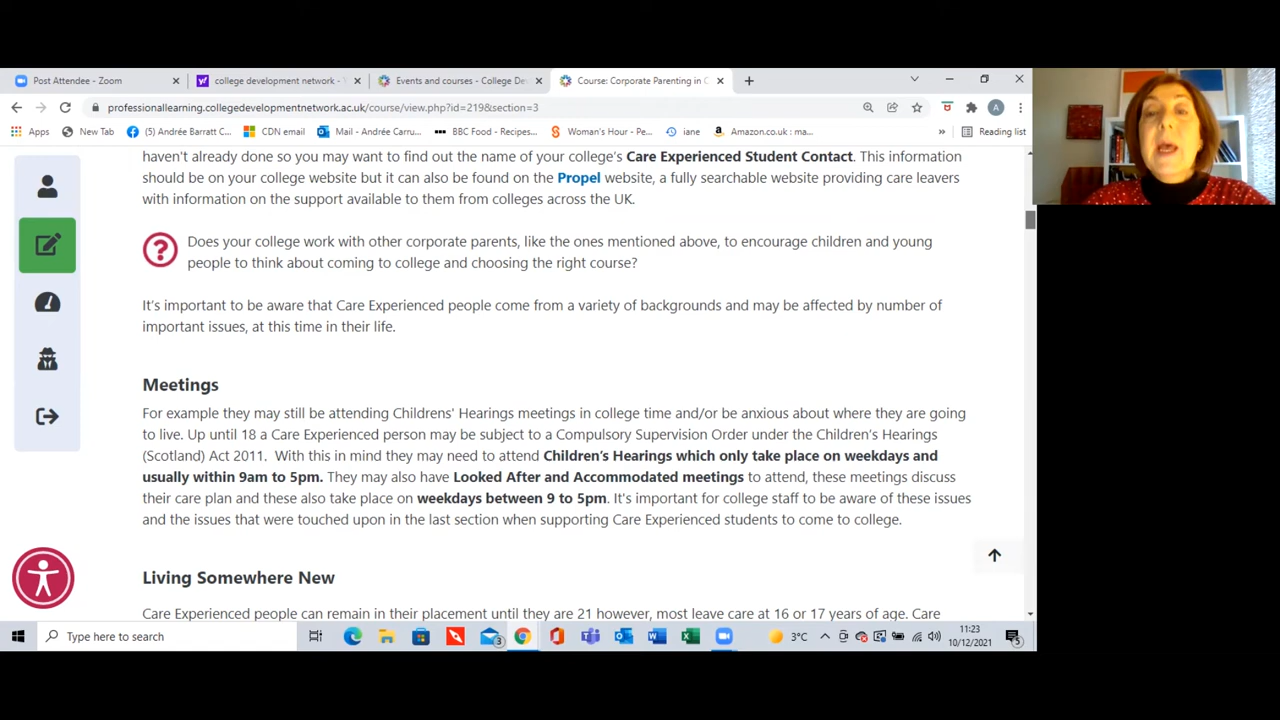 Post Attendee - Zoom
college development network - Y
Events and courses - College De
Course: Corporate Parenting in C
professionallearning.collegedevelopmentnetwork.ac.uk/course/view.php?id=219&section=3
Apps
New Tab
(5) Andrée Barratt C...
CDN email
Mail - Andrée Carru...
BBC Food - Recipes...
Woman's Hour - Pe...
iane
Amazon.co.uk : ma...
»
Reading list
haven't already done so you may want to find out the name of your college's Care Experienced Student Contact. This information
should be on your college website but it can also be found on the Propel website, a fully searchable website providing care leavers
with information on the support available to them from colleges across the UK.
Does your college work with other corporate parents, like the ones mentioned above, to encourage children and young
people to think about coming to college and choosing the right course?
It's important to be aware that Care Experienced people come from a variety of backgrounds and may be affected by number of
important issues, at this time in their life.
Meetings
For example they may still be attending Childrens' Hearings meetings in college time and/or be anxious about where they are going
to live. Up until 18 a Care Experienced person may be subject to a Compulsory Supervision Order under the Children's Hearings
(Scotland) Act 2011. With this in mind they may need to attend Children's Hearings which only take place on weekdays and
usually within 9am to 5pm. They may also have Looked After and Accommodated meetings to attend, these meetings discuss
their care plan and these also take place on weekdays between 9 to 5pm. It's important for college staff to be aware of these issues
and the issues that were touched upon in the last section when supporting Care Experienced students to come to college.
Living Somewhere New
Care Experienced people can remain in their placement until they are 21 however, most leave care at 16 or 17 years of age. Care
Type here to search
3
3°C
11:23
10/12/2021
5